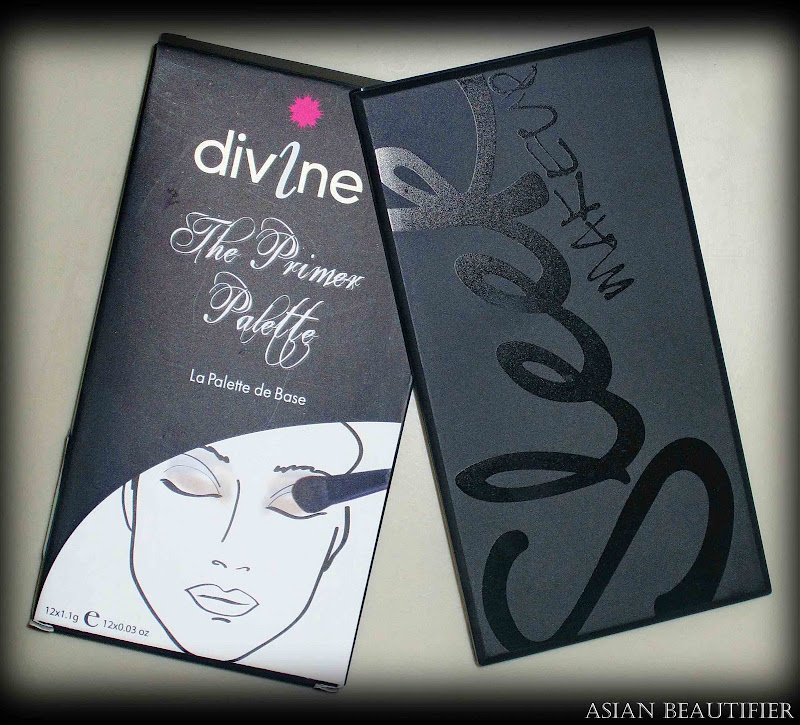 divine
The Primer
Palette
La Palette de Base
12x1.1g e 12x0.03 oz
Sleek
MAKEUP
ASIAN BEAUTIFIER